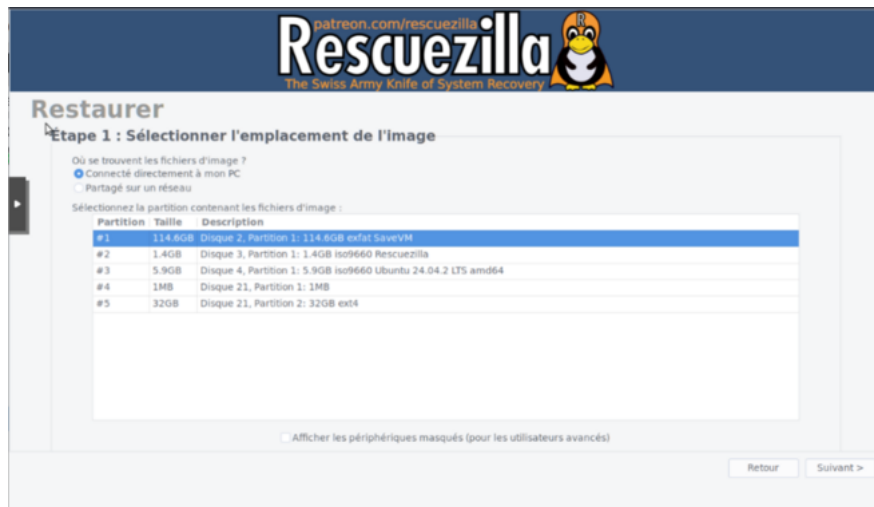 patreon.com/rescuezilla
Rescuezilla
R
The Swiss Army Knife of System Recovery
Restaurer
Étape 1 : Sélectionner l'emplacement de l'image
Où se trouvent les fichiers d'image ?
Connecté directement à mon PC
Partagé sur un réseau
Sélectionnez la partition contenant les fichiers d'image :
Partition Taille Description
#1 114.6GB Disque 2, Partition 1: 114.6GB exfat SaveVM
#2 1.4GB Disque 3, Partition 1: 1.4GB iso9660 Rescuezilla
#3 5.9GB Disque 4, Partition 1: 5.9GB iso9660 Ubuntu 24.04.2 LTS amd64
#4 1MB Disque 21, Partition 1: 1MB
#5 32GB Disque 21, Partition 2: 32GB ext4
Afficher les périphériques masqués (pour les utilisateurs avancés)
Retour Suivant >